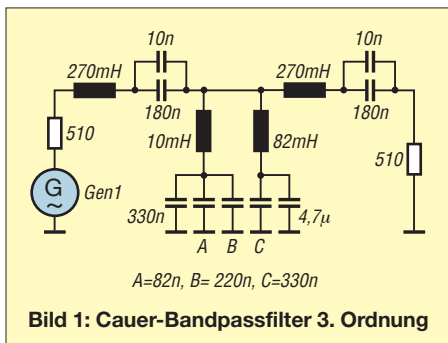 10n
10n
270mH
270mH
180n
180n
10mH
82mH
510
510
G
~
Gen1
330n
4,7µ
A
B
C
A=82n, B= 220n, C=330n
Bild 1: Cauer-Bandpassfilter 3. Ordnung